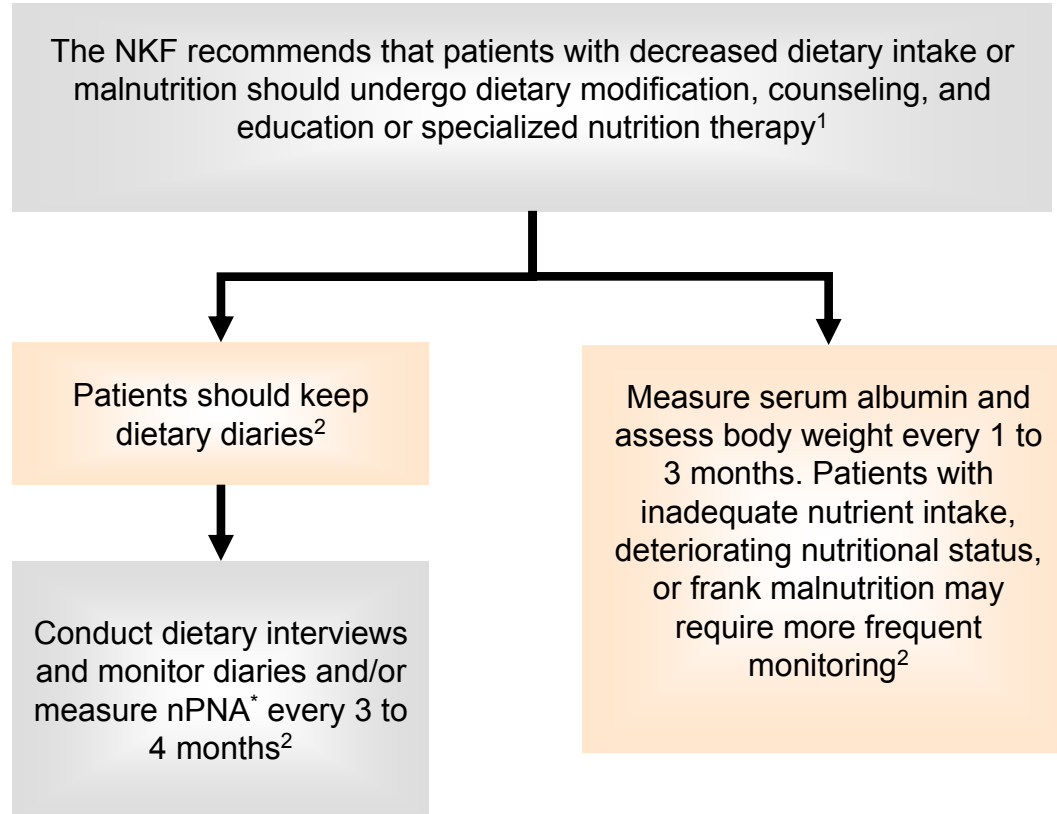 The NKF recommends that patients with decreased dietary intake or
malnutrition should undergo dietary modification, counseling, and
education or specialized nutrition therapy¹
Patients should keep
dietary diaries²
Conduct dietary interviews
and monitor diaries and/or
measure nPNA* every 3 to
4 months²
Measure serum albumin and
assess body weight every 1 to
3 months. Patients with
inadequate nutrient intake,
deteriorating nutritional status,
or frank malnutrition may
require more frequent
monitoring²